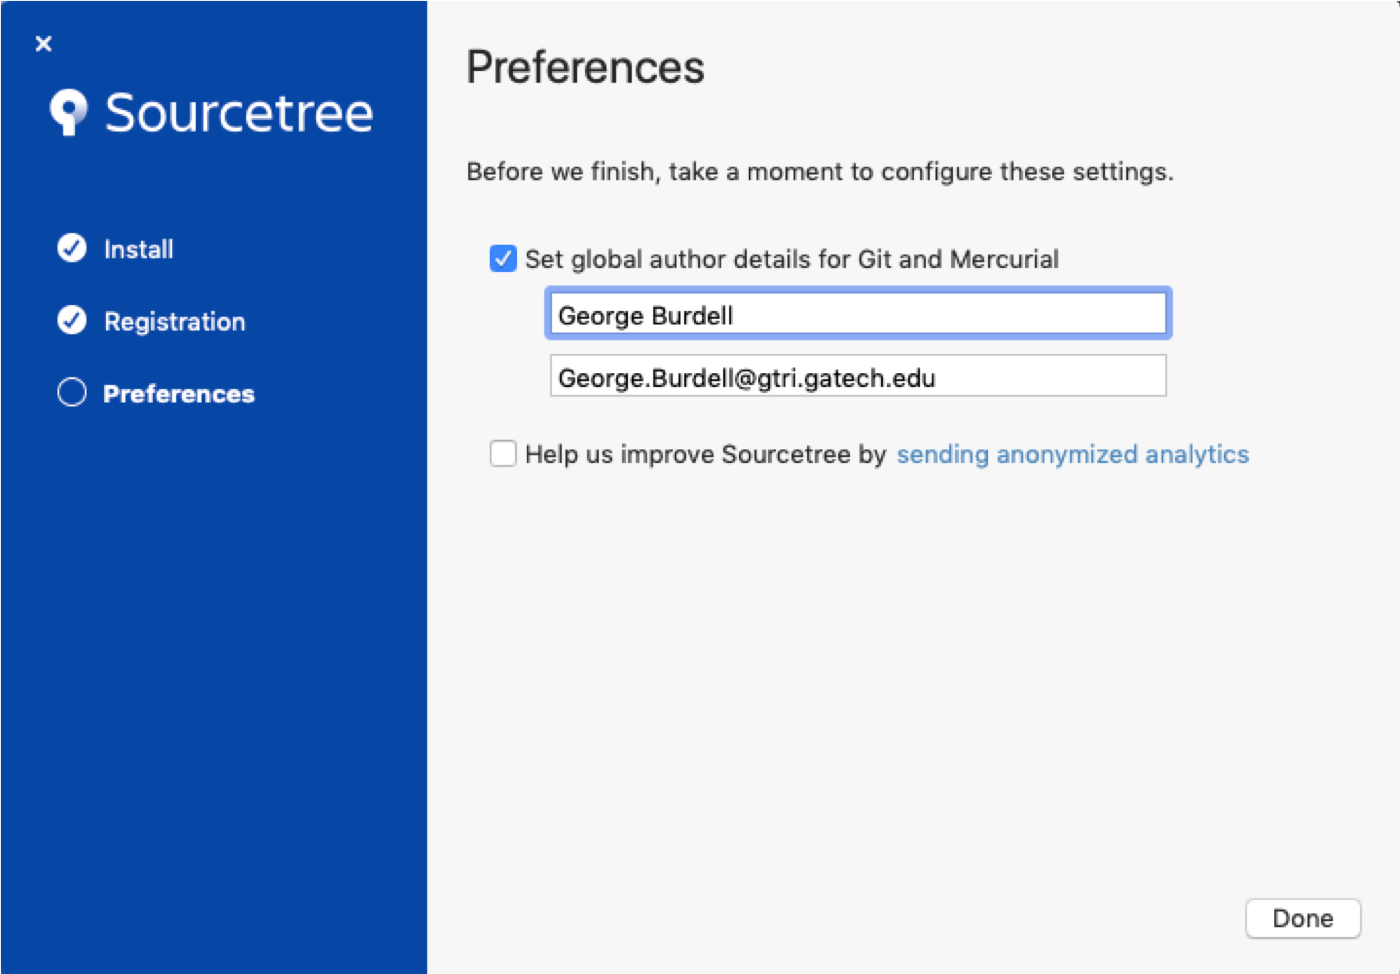 Sourcetree
Install
Registration
Preferences
Preferences
Before we finish, take a moment to configure these settings.
Set global author details for Git and Mercurial
George Burdell
George.Burdell@gtri.gatech.edu
Help us improve Sourcetree by sending anonymized analytics
Done